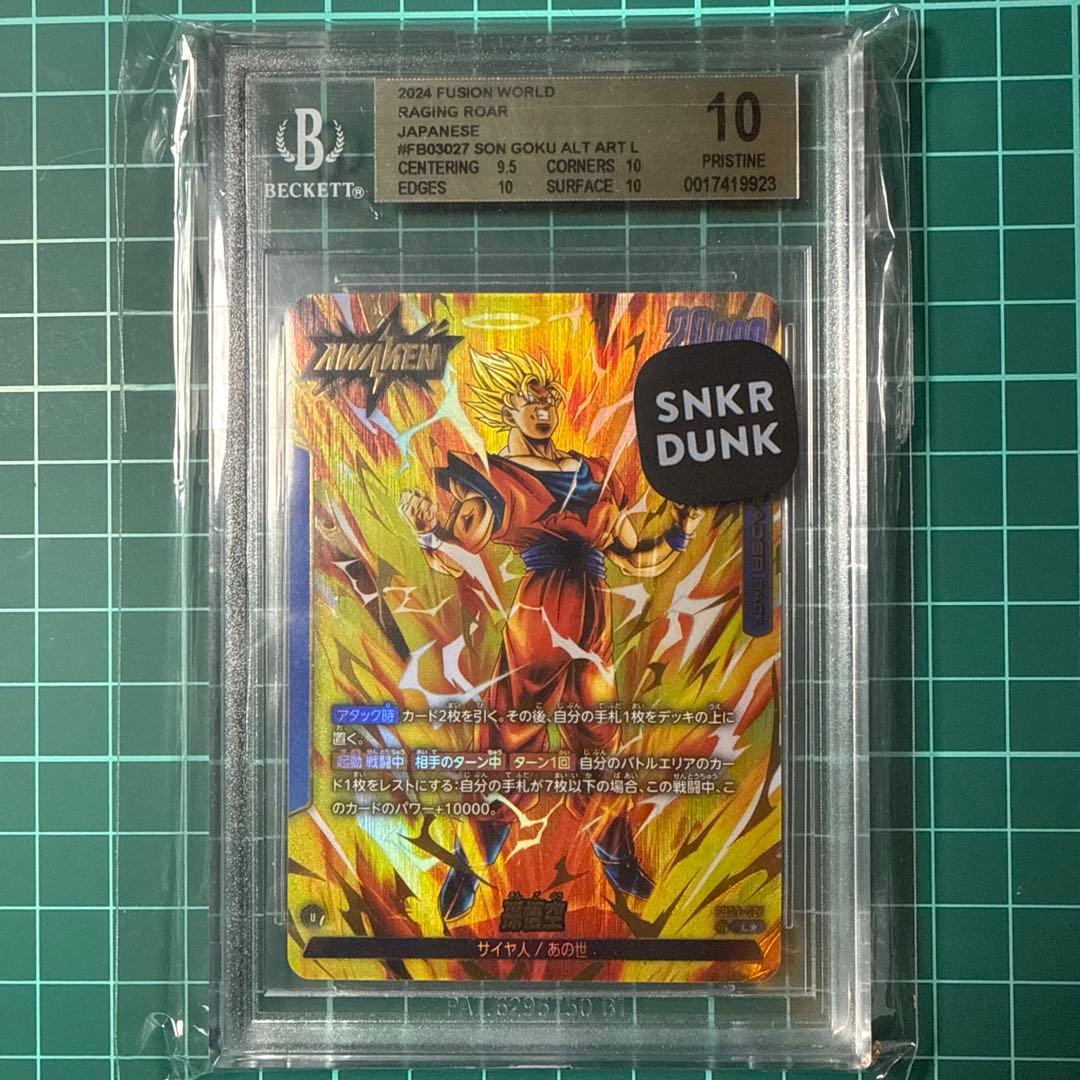 2024 FUSION WORLD
RAGING ROAR
JAPANESE
#FB03027 SON GOKU ALT ART L
CENTERING 9.5 CORNERS 10
EDGES 10 SURFACE 10
10
PRISTINE
0017419923
B
BECKETT®
AWAKEN
SNKR
DUNK
アタック時 カード2枚を引く。その後、自分の手札1枚をデッキの上に
置く。
起動 戦闘中 相手のターン中 ターン1回 自分のバトルエリアのカー
ド1枚をレストにする:自分の手札が7枚以下の場合、この戦闘中、こ
のカードのパワー+10000。
孫悟空
U7
FB03-027
L★
サイヤ人 / あの世